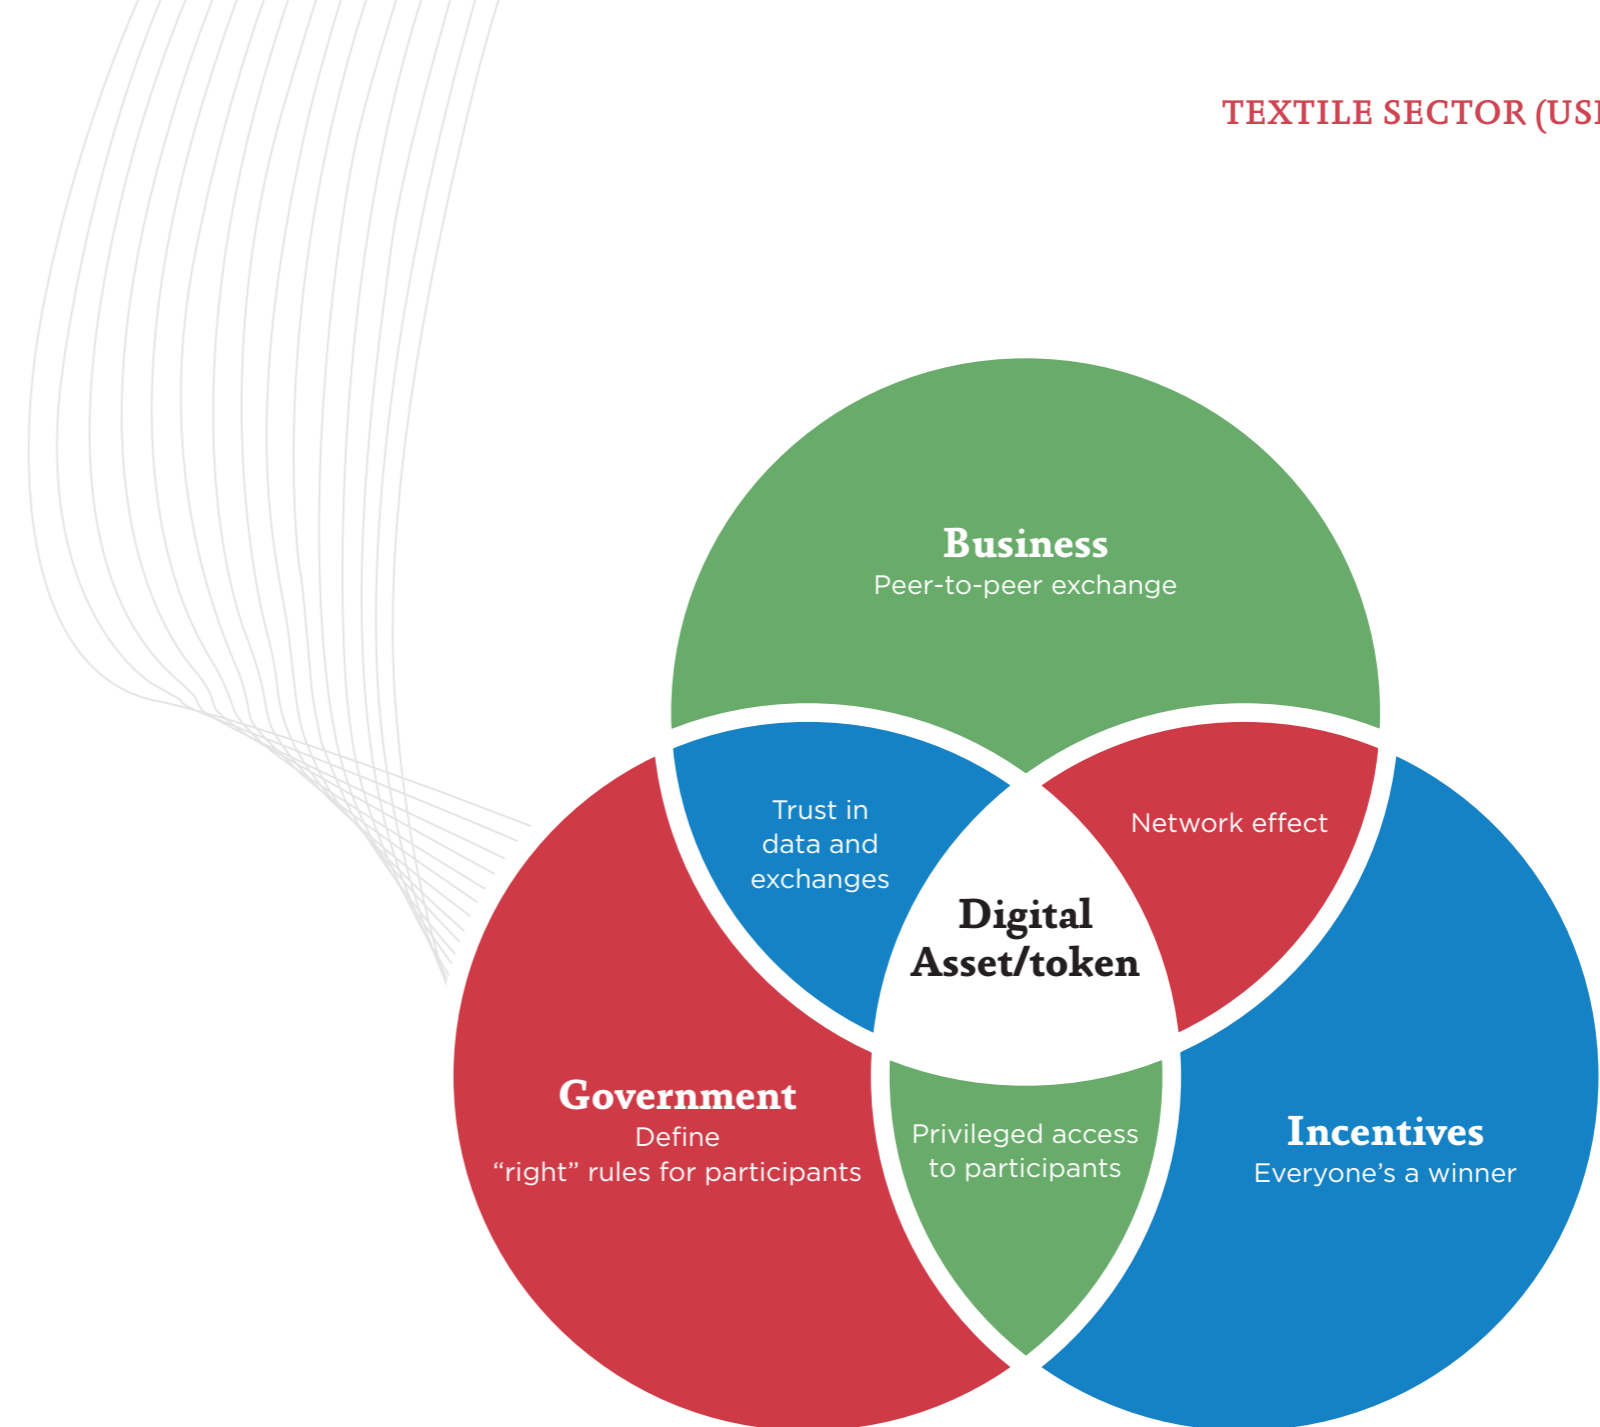 TEXTILE SECTOR
Business
Peer-to-peer exchange
Trust in
data and
exchanges
Network effect
Digital
Asset/token
Government
Define
“right” rules for participants
Privileged access
to participants
Incentives
Everyone’s a winner